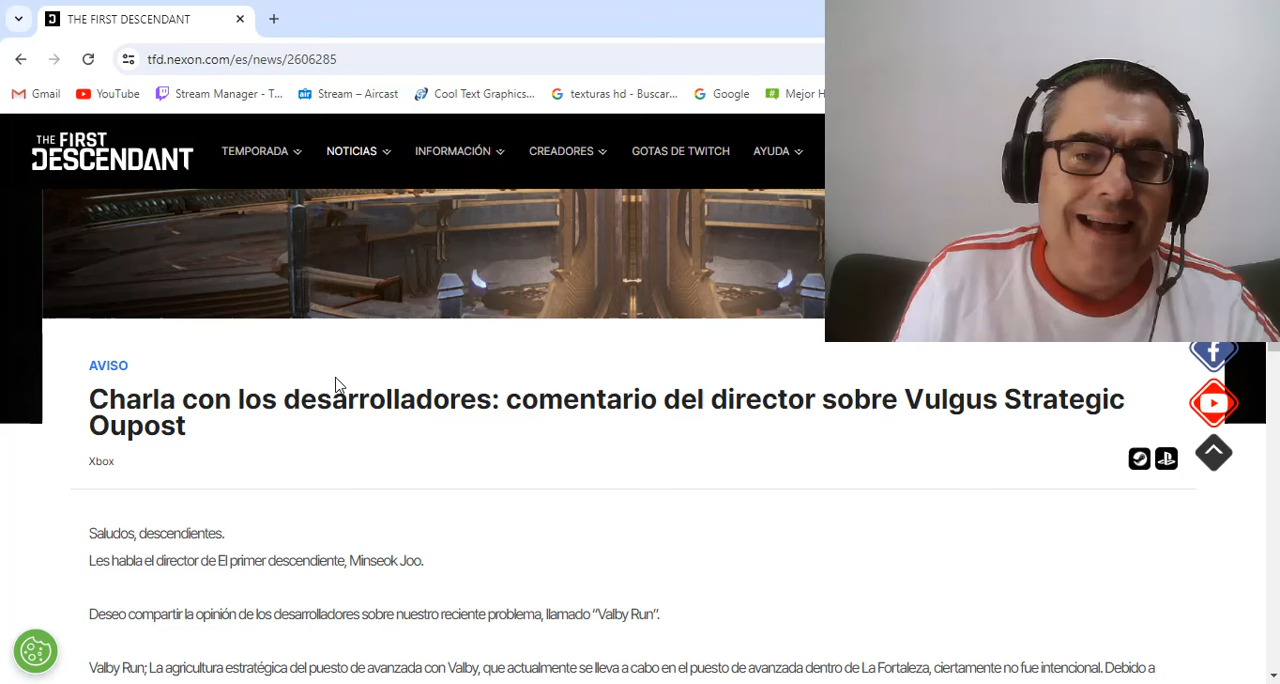 THE FIRST DESCENDANT
tfd.nexon.com/es/news/2606285
Gmail YouTube Stream Manager - T... Stream – Aircast Cool Text Graphics... texturas hd - Buscar... Google Mejor H
THE FIRST
DESCENDANT
TEMPORADA NOTICIAS INFORMACIÓN CREADORES GOTAS DE TWITCH AYUDA
AVISO
Charla con los desarrolladores: comentario del director sobre Vulgus Strategic
Oupost
Xbox
Saludos, descendientes.
Les habla el director de El primer descendiente, Minseok Joo.
Deseo compartir la opinión de los desarrolladores sobre nuestro reciente problema, llamado “Valby Run”.
Valby Run; La agricultura estratégica del puesto de avanzada con Valby, que actualmente se lleva a cabo en el puesto de avanzada dentro de La Fortaleza, ciertamente no fue intencional. Debido a